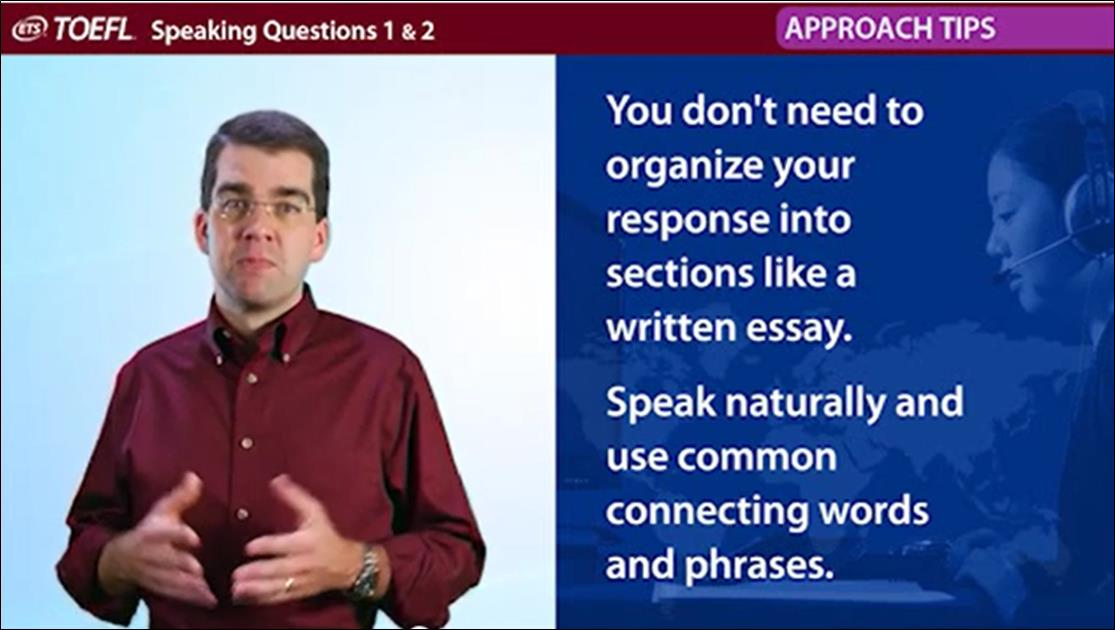 ETS TOEFL Speaking Questions 1 & 2
APPROACH TIPS
You don't need to
organize your
response into
sections like a
written essay.
Speak naturally and
use common
connecting words
and phrases.